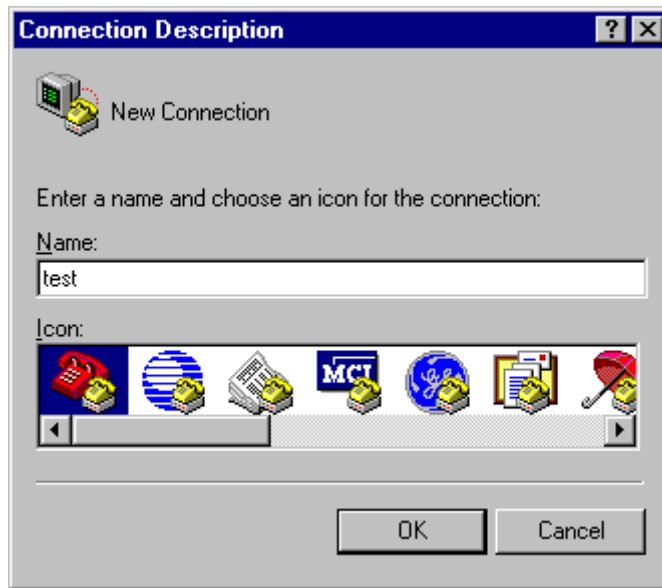 Connection Description
New Connection
Enter a name and choose an icon for the connection:
Name:
test
Icon:
MCI
OK Cancel